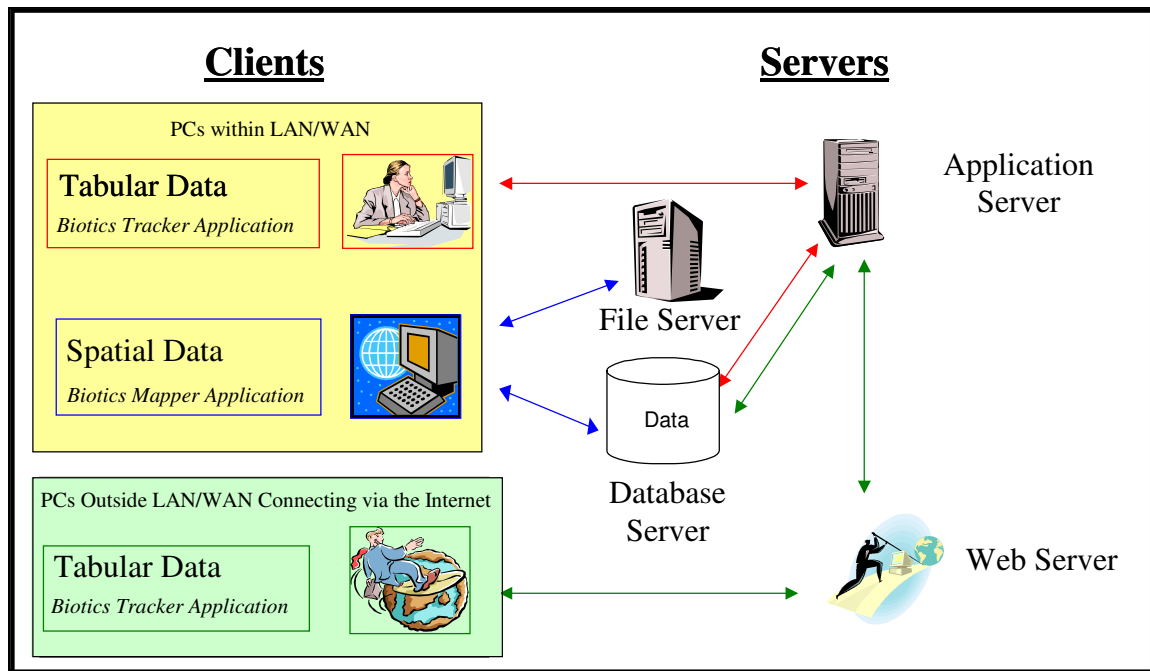 Clients
Servers
PCs within LAN/WAN
Tabular Data
Biotics Tracker Application
Application
Server
File Server
Spatial Data
Biotics Mapper Application
Data
Database
Server
PCs Outside LAN/WAN Connecting via the Internet
Tabular Data
Biotics Tracker Application
Web Server